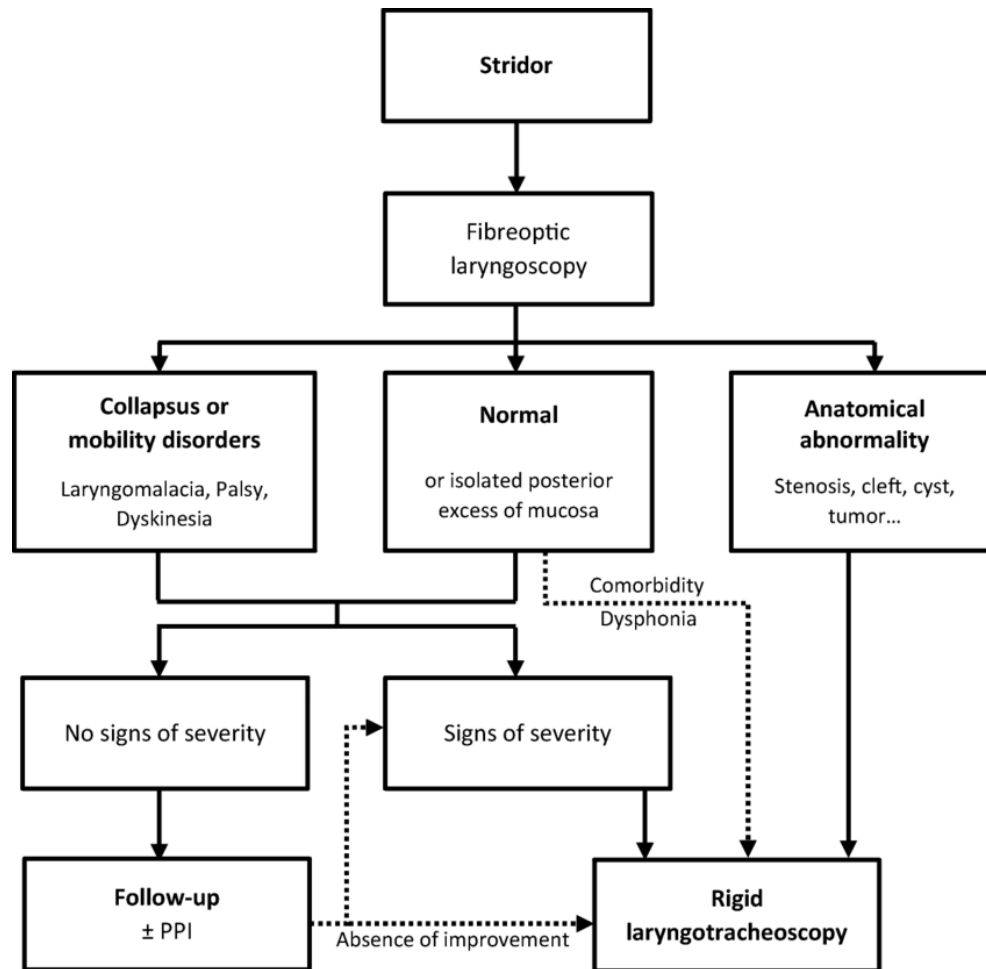 Stridor
Fibreoptic
laryngoscopy
Collapsus or
mobility disorders
Laryngomalacia, Palsy,
Dyskinesia
Normal
or isolated posterior
excess of mucosa
Anatomical
abnormality
Stenosis, cleft, cyst,
tumor...
Comorbidity
Dysphonia
No signs of severity
Signs of severity
Follow-up
± PPI
Absence of improvement
Rigid
laryngotracheoscopy